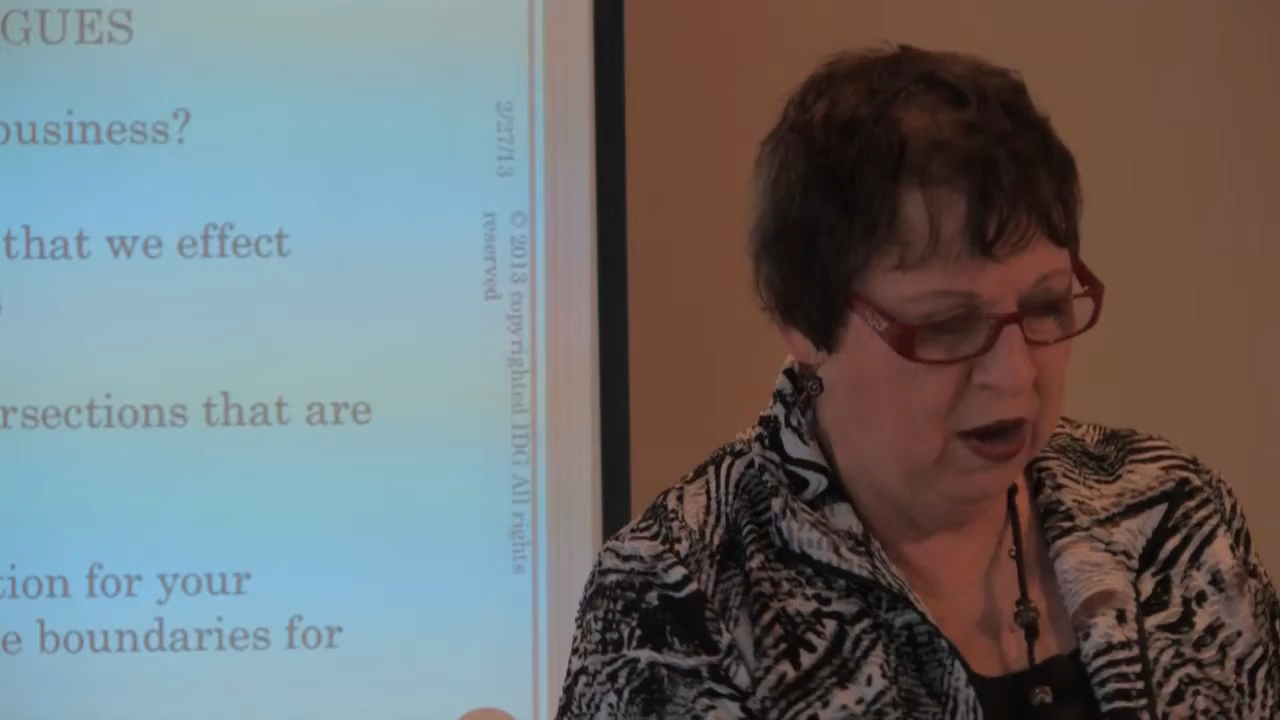 GUES
business?
that we effect
rsections that are
tion for your
e boundaries for
2/27/13
© 2013 copyrighted IDG All rights
reserved